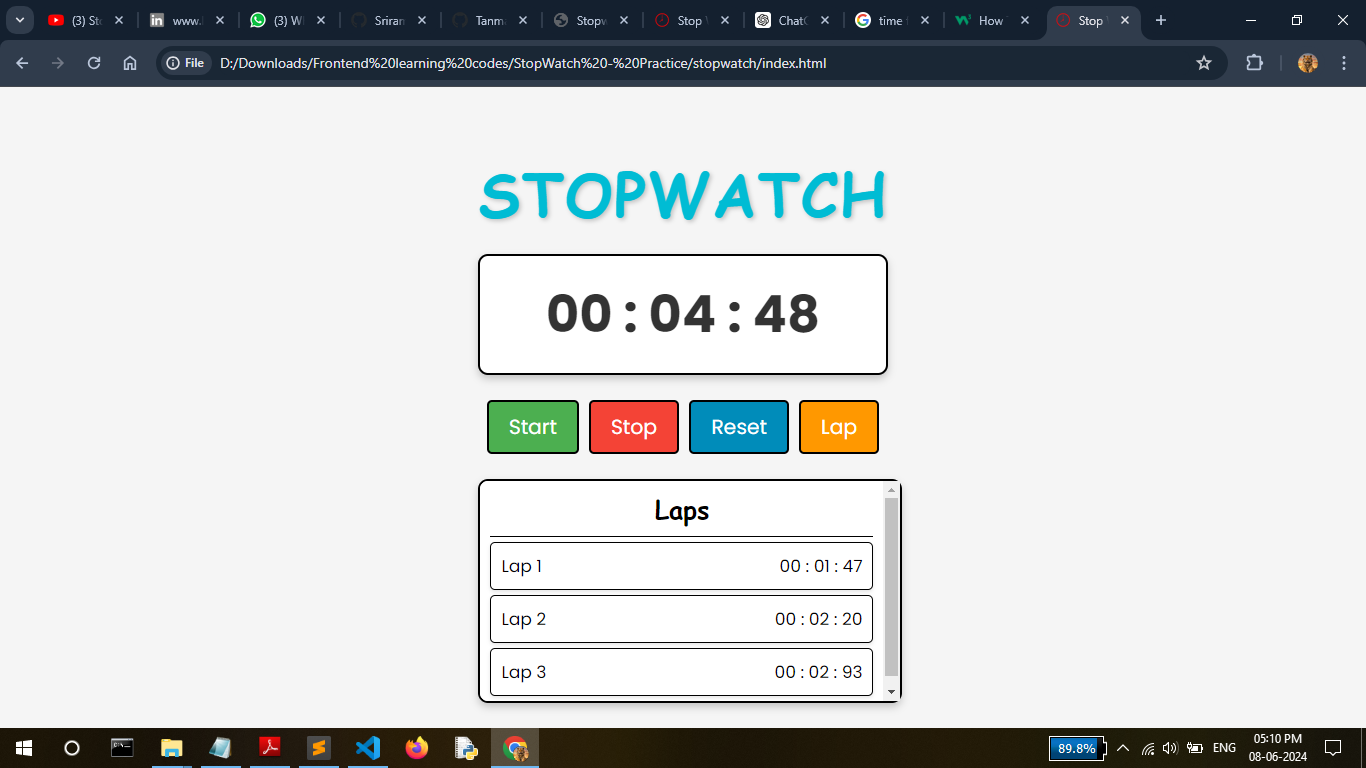 (3) St
www.
(3) W
Sriran
Tanm
Stopw
Stop
ChatG
time
How
Stop
File D:/Downloads/Frontend%20learning%20codes/StopWatch%20-%20Practice/stopwatch/index.html
STOPWATCH
00 : 04 : 48
Start Stop Reset Lap
Laps
Lap 1 00 : 01 : 47
Lap 2 00 : 02 : 20
Lap 3 00 : 02 : 93
89.8% ENG 05:10 PM
08-06-2024